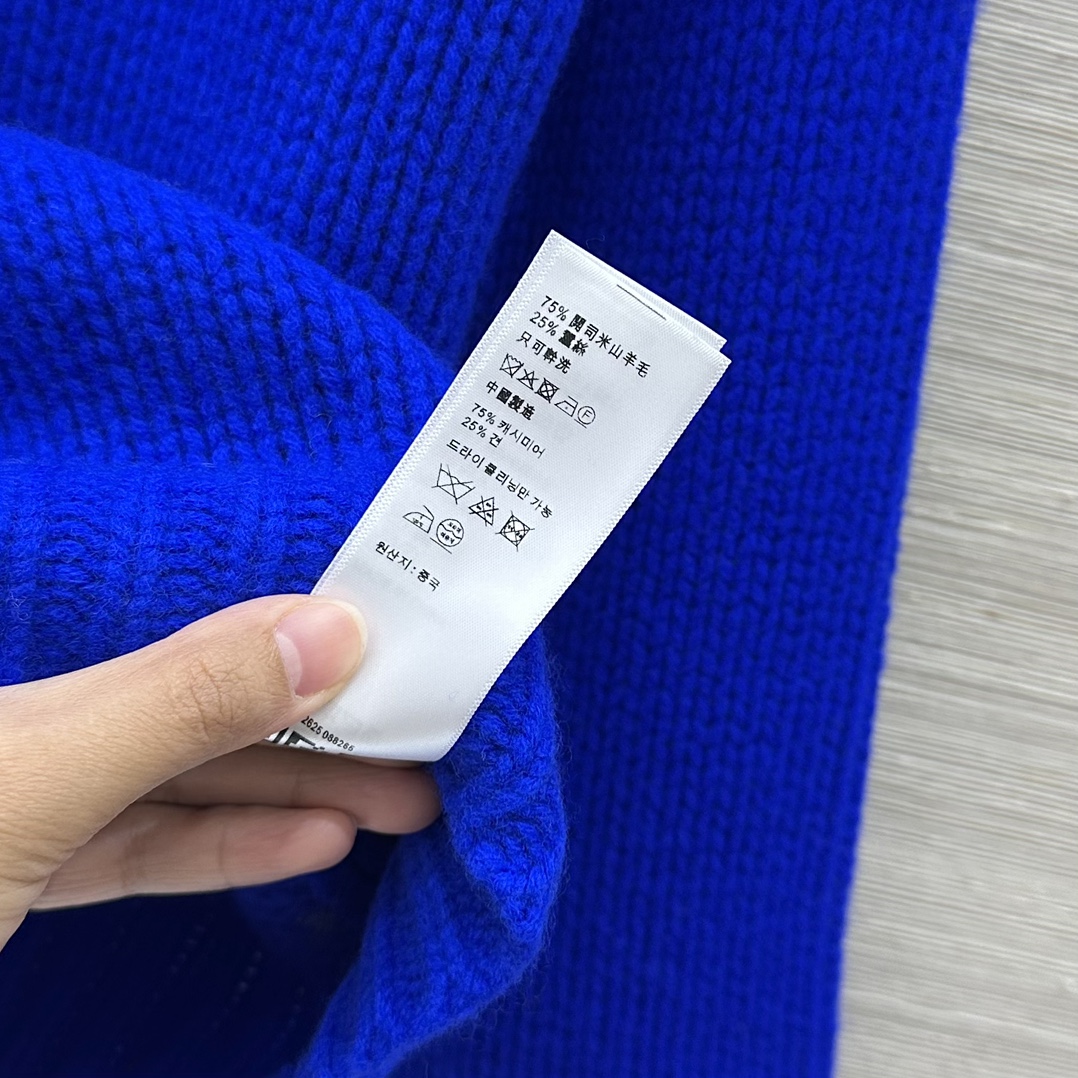 75% 開司米山羊毛
25% 蠶絲
只可幹洗
F
中國製造
75% 캐시미어
25% 견
드라이 클리닝만 가능
원산지 : 중국
2625 088266